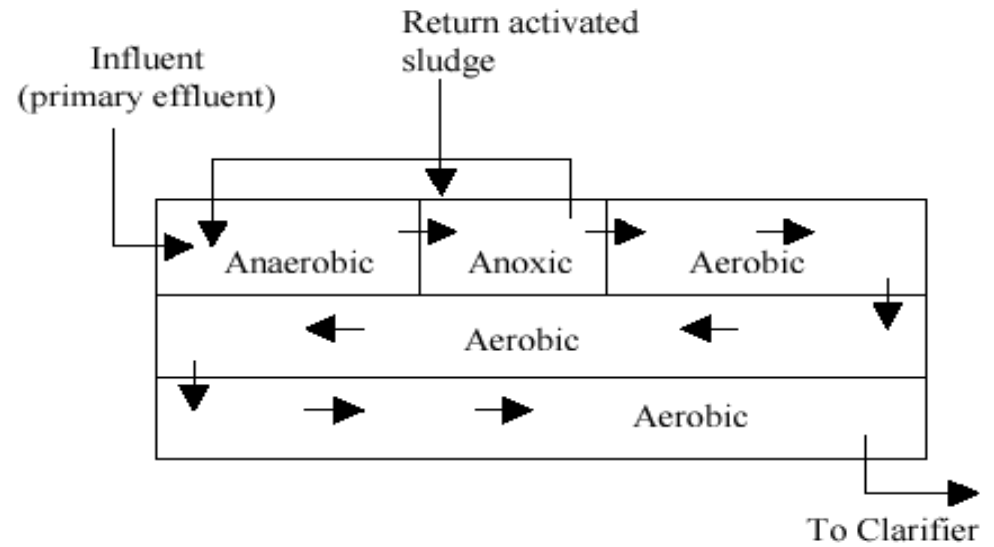 Return activated
sludge
Influent
(primary effluent)
Anaerobic
Anoxic
Aerobic
Aerobic
Aerobic
To Clarifier